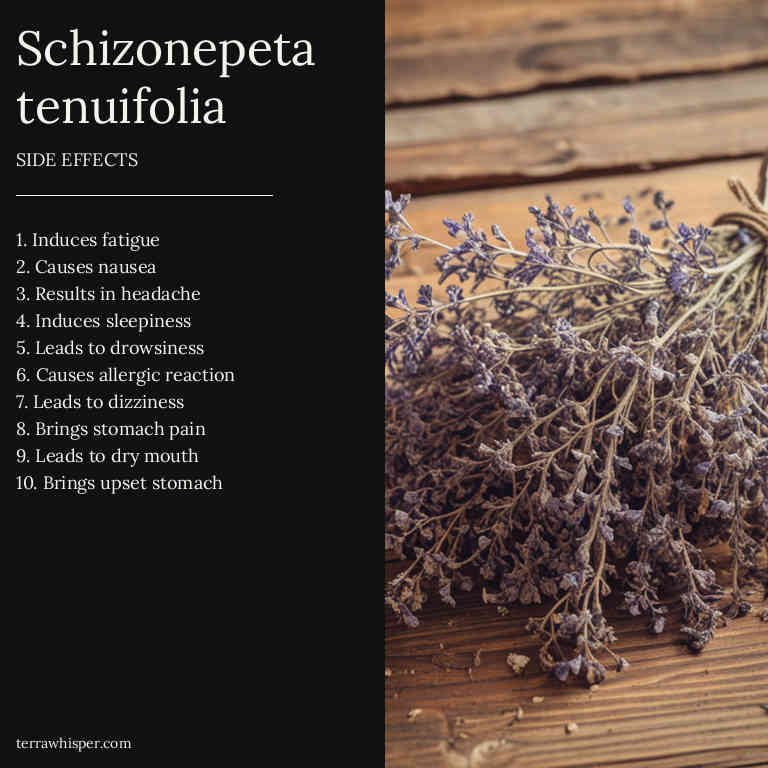 Schizonepeta
tenuifolia
SIDE EFFECTS
1. Induces fatigue
2. Causes nausea
3. Results in headache
4. Induces sleepiness
5. Leads to drowsiness
6. Causes allergic reaction
7. Leads to dizziness
8. Brings stomach pain
9. Leads to dry mouth
10. Brings upset stomach
terrawhisper.com